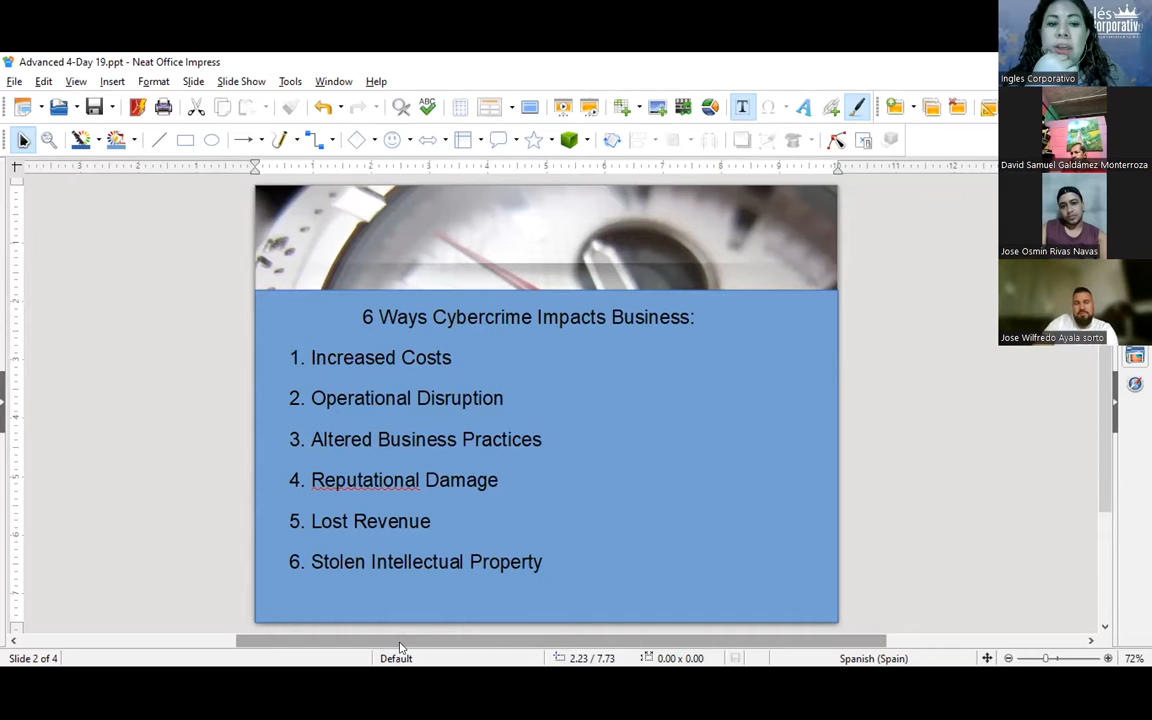 Advanced 4-Day 19.ppt - Neat Office Impress
File Edit View Insert Format Slide Slide Show Tools Window Help
6 Ways Cybercrime Impacts Business:
1. Increased Costs
2. Operational Disruption
3. Altered Business Practices
4. Reputational Damage
5. Lost Revenue
6. Stolen Intellectual Property
Slide 2 of 4
Default
2.23 / 7.73
0.00 x 0.00
Spanish (Spain)
72%
Ingles Corporativo
David Samuel Galdámez Monterroza
Jose Osmin Rivas Navas
Jose Wilfredo Ayala sorto